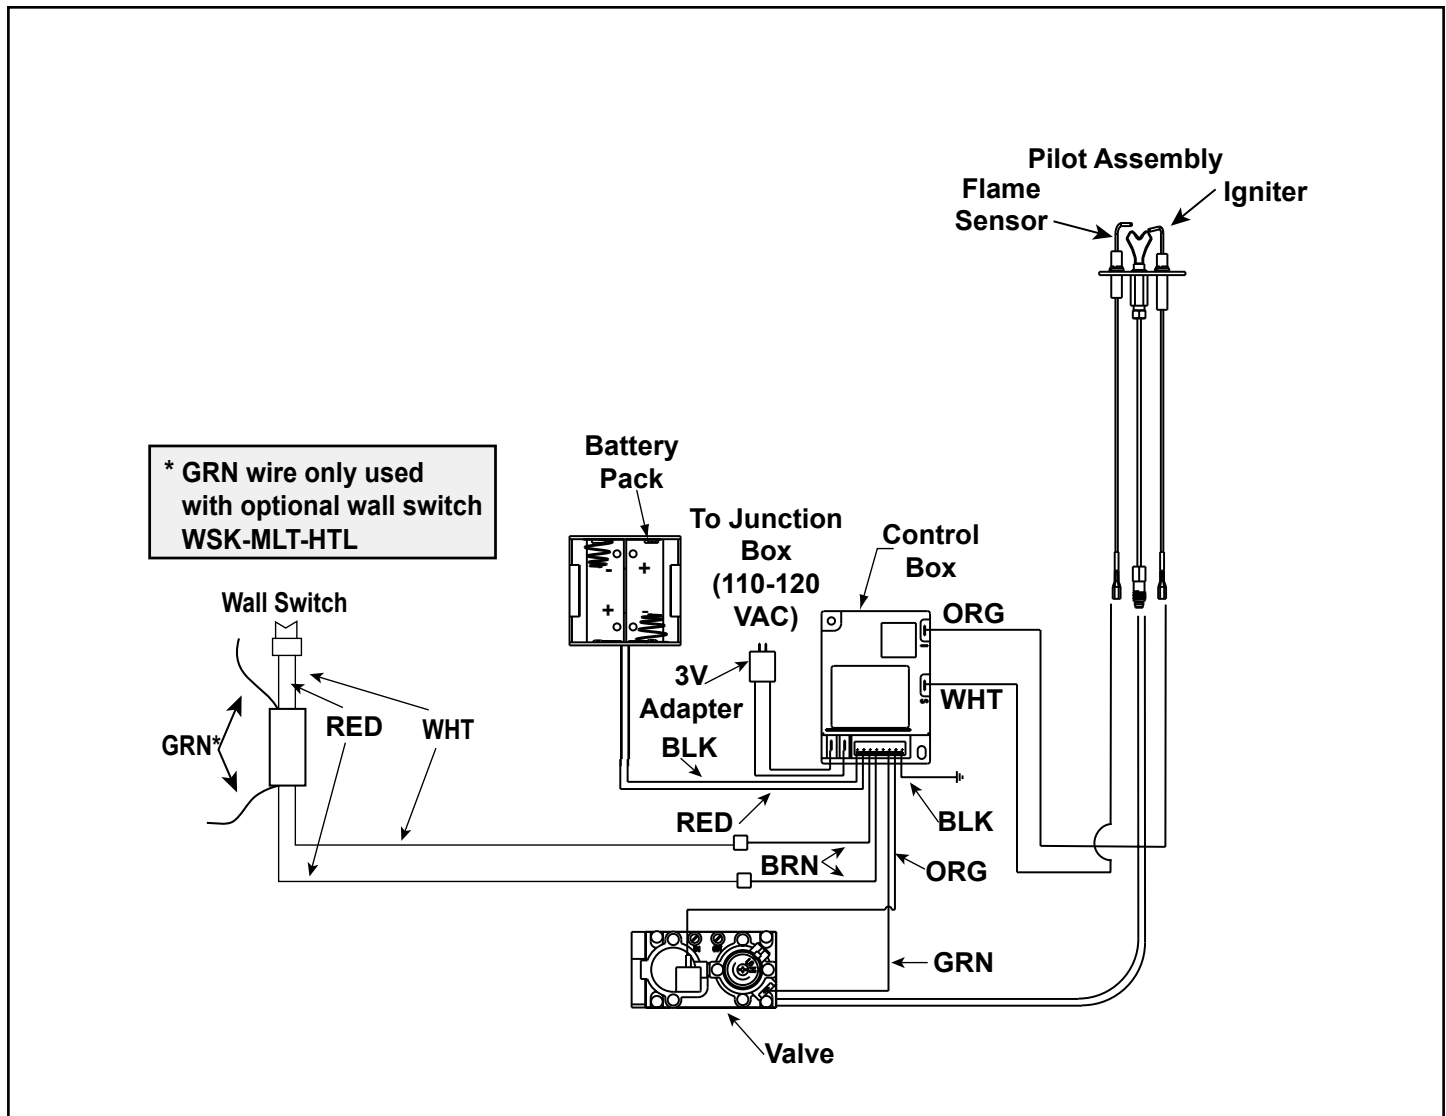 Pilot Assembly
Flame
Sensor
Igniter
* GRN wire only used
with optional wall switch
WSK-MLT-HTL
Battery
Pack
To Junction
Box
(110-120
VAC)
Control
Box
- +
+ -
Wall Switch
3V
Adapter
ORG
I
WHT
S
GRN*
RED
WHT
BLK
RED
BLK
BRN
ORG
GRN
Valve